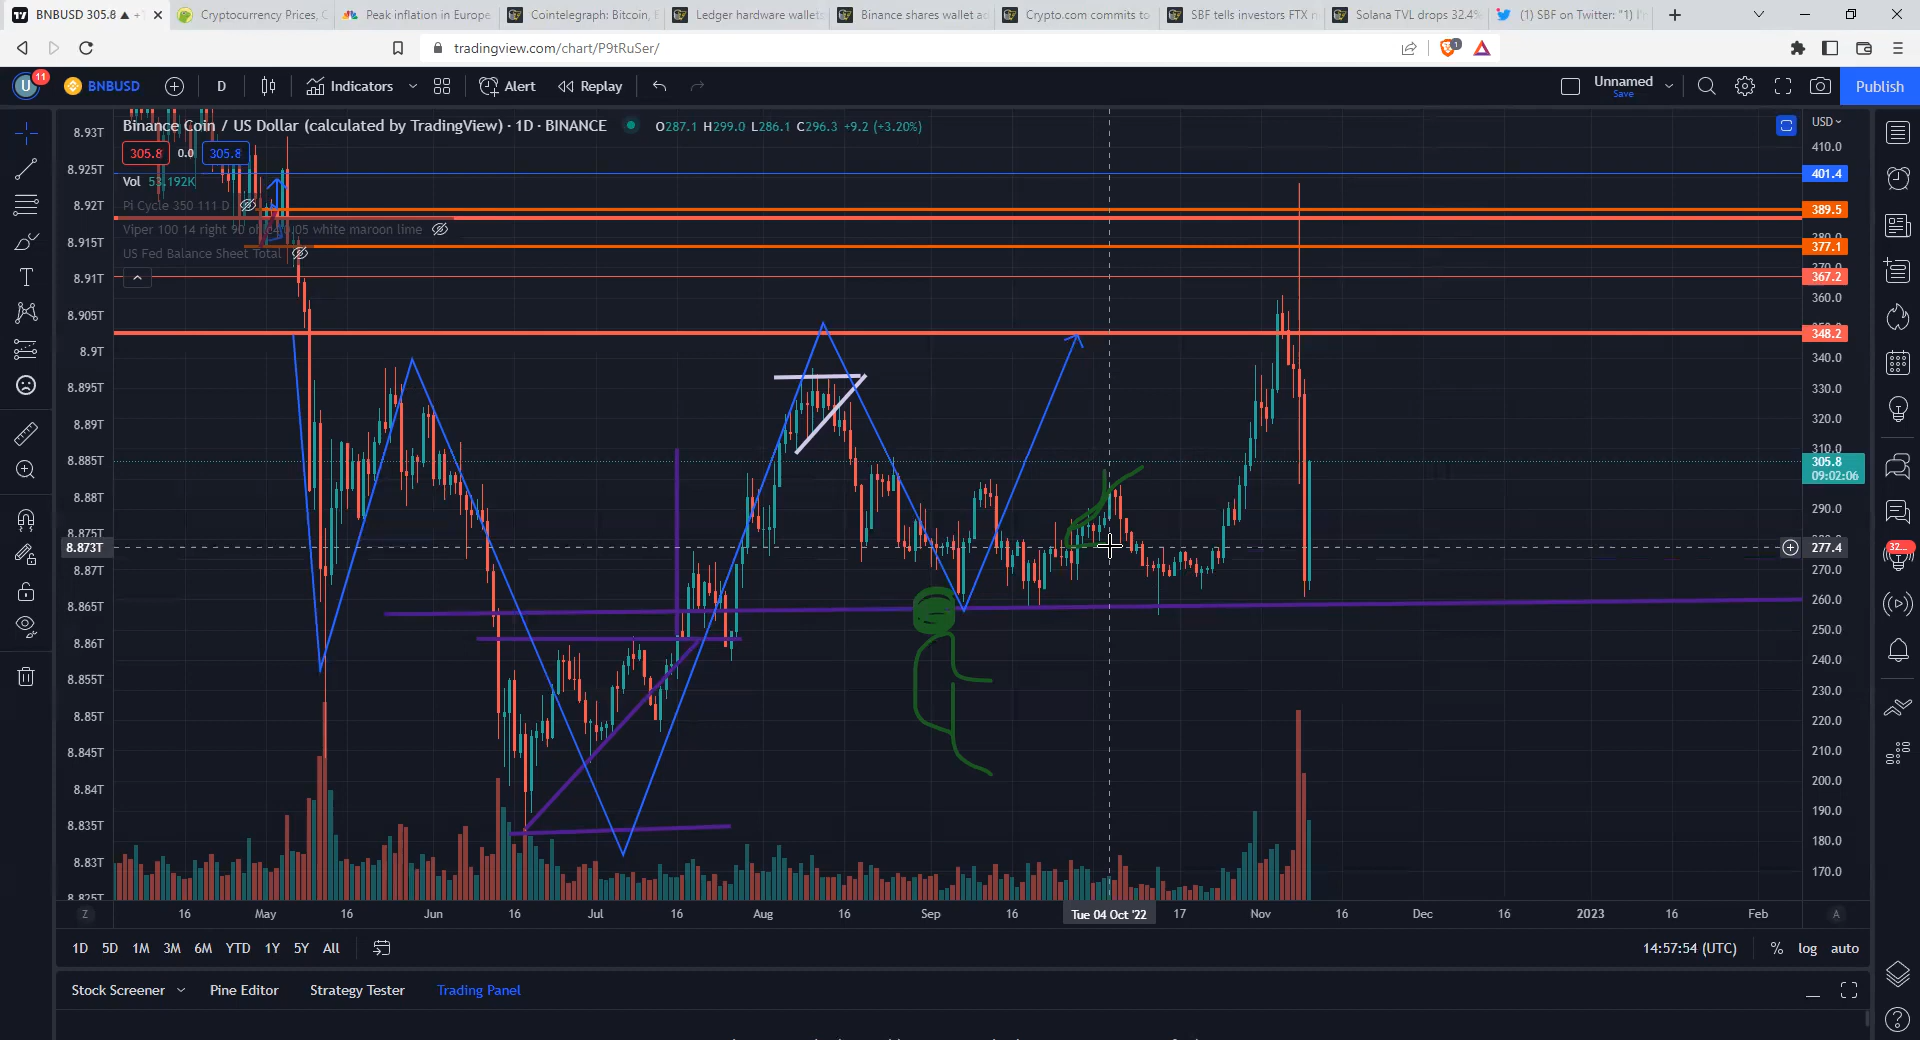 BNBUSD 305.8 ▲ +
Cryptocurrency Prices, C
Peak inflation in Europe
Cointelegraph: Bitcoin, E
Ledger hardware wallets
Binance shares wallet ad
Crypto.com commits to
SBF tells investors FTX n
Solana TVL drops 32.4%
(1) SBF on Twitter: "1) I'm
tradingview.com/chart/P9tRuSer/
1
U 11 BNBUSD D Indicators Alert Replay Unnamed Publish
Save
Binance Coin / US Dollar (calculated by TradingView) · 1D · BINANCE O287.1 H299.0 L286.1 C296.3 +9.2 (+3.20%)
305.8 0.0 305.8
Vol 53.192K
Pi Cycle 350 111 D
Viper 100 14 right 90 ohlc4 0.05 white maroon lime
US Fed Balance Sheet Total
8.93T
8.925T
8.92T
8.915T
8.91T
8.905T
8.9T
8.895T
8.89T
8.885T
8.88T
8.875T
8.873T
8.87T
8.865T
8.86T
8.855T
8.85T
8.845T
8.84T
8.835T
8.83T
8.825T
USD
410.0
401.4
389.5
380.0
377.1
370.0
367.2
360.0
348.2
340.0
330.0
320.0
310.0
305.8
09:02:06
290.0
277.4
270.0
260.0
250.0
240.0
230.0
220.0
210.0
200.0
190.0
180.0
170.0
32...
Z 16 May 16 Jun 16 Jul 16 Aug 16 Sep 16 Tue 04 Oct '22 17 Nov 16 Dec 16 2023 16 Feb A
1D 5D 1M 3M 6M YTD 1Y 5Y All 14:57:54 (UTC) % log auto
Stock Screener Pine Editor Strategy Tester Trading Panel